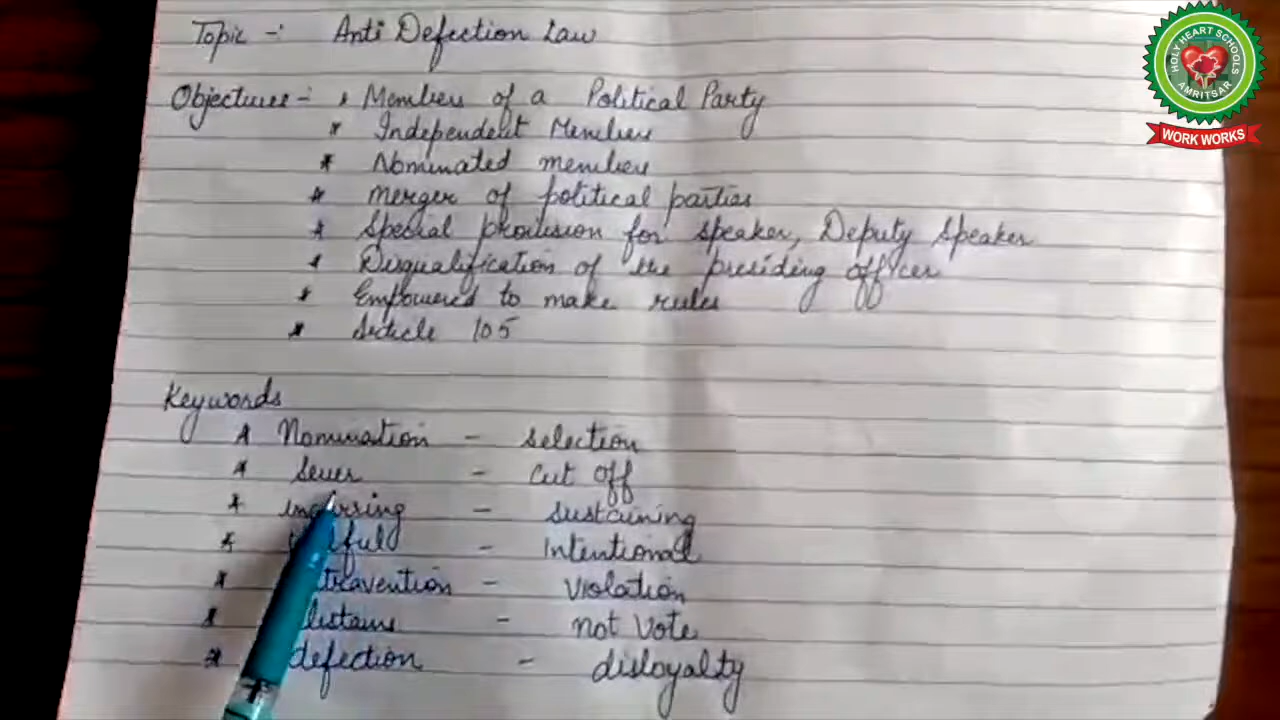 Topic -: Anti Defection Law
Objectives -: * Members of a Political Party
* Independent Members
* Nominated members
* Merger of political parties
* Special provision for speaker, Deputy Speaker
* Disqualification of the presiding officer
* Empowered to make rules
* Article 105
Keywords
* Nomination - selection
* Sever - Cut off
* incurring - sustaining
* - Intentional
* - Violation
* - not Vote
* defection - disloyality
HOLY HEART SCHOOLS
AMRITSAR
WORK WORKS